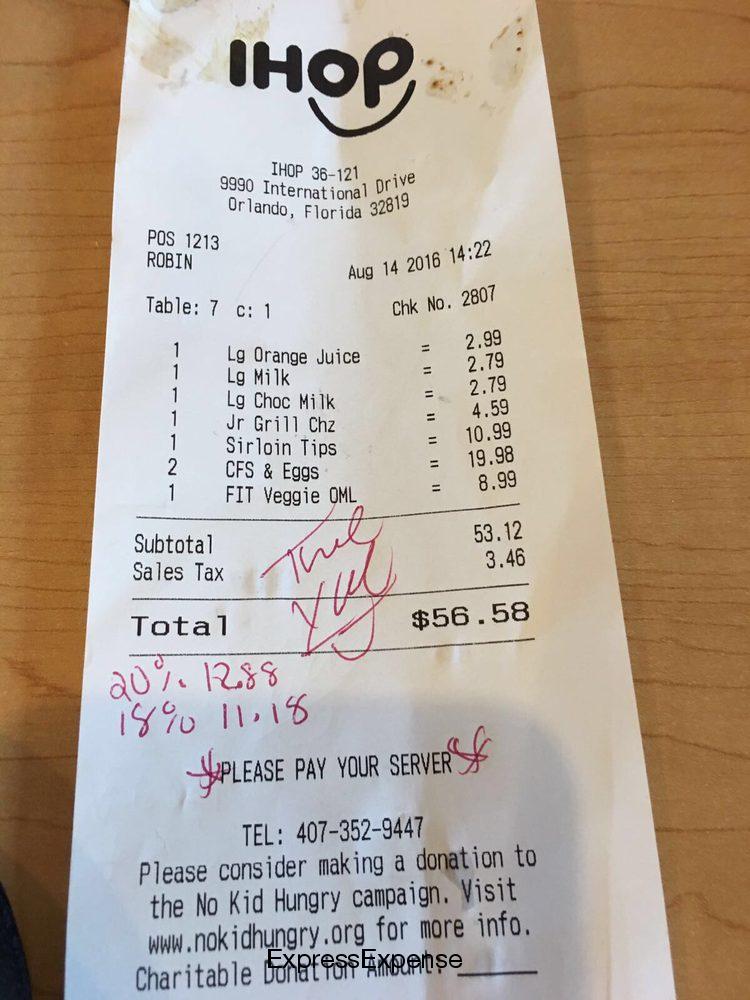 IHOP
IHOP 36-121
9990 International Drive
Orlando, Florida 32819
POS 1213
ROBIN
Aug 14 2016 14:22
Table: 7 c: 1 Chk No. 2807
1 Lg Orange Juice = 2.99
1 Lg Milk = 2.79
1 Lg Choc Milk = 2.79
1 Jr Grill Chz = 4.59
1 Sirloin Tips = 10.99
2 CFS & Eggs = 19.98
1 FIT Veggie OML = 8.99
Subtotal 53.12
Sales Tax 3.46
Total $56.58
20% 12.88
18% 11.18
PLEASE PAY YOUR SERVER
TEL: 407-352-9447
Please consider making a donation to
the No Kid Hungry campaign. Visit
www.nokidhungry.org for more info.
ExpressExpense
Charitable Donation Amount: ______